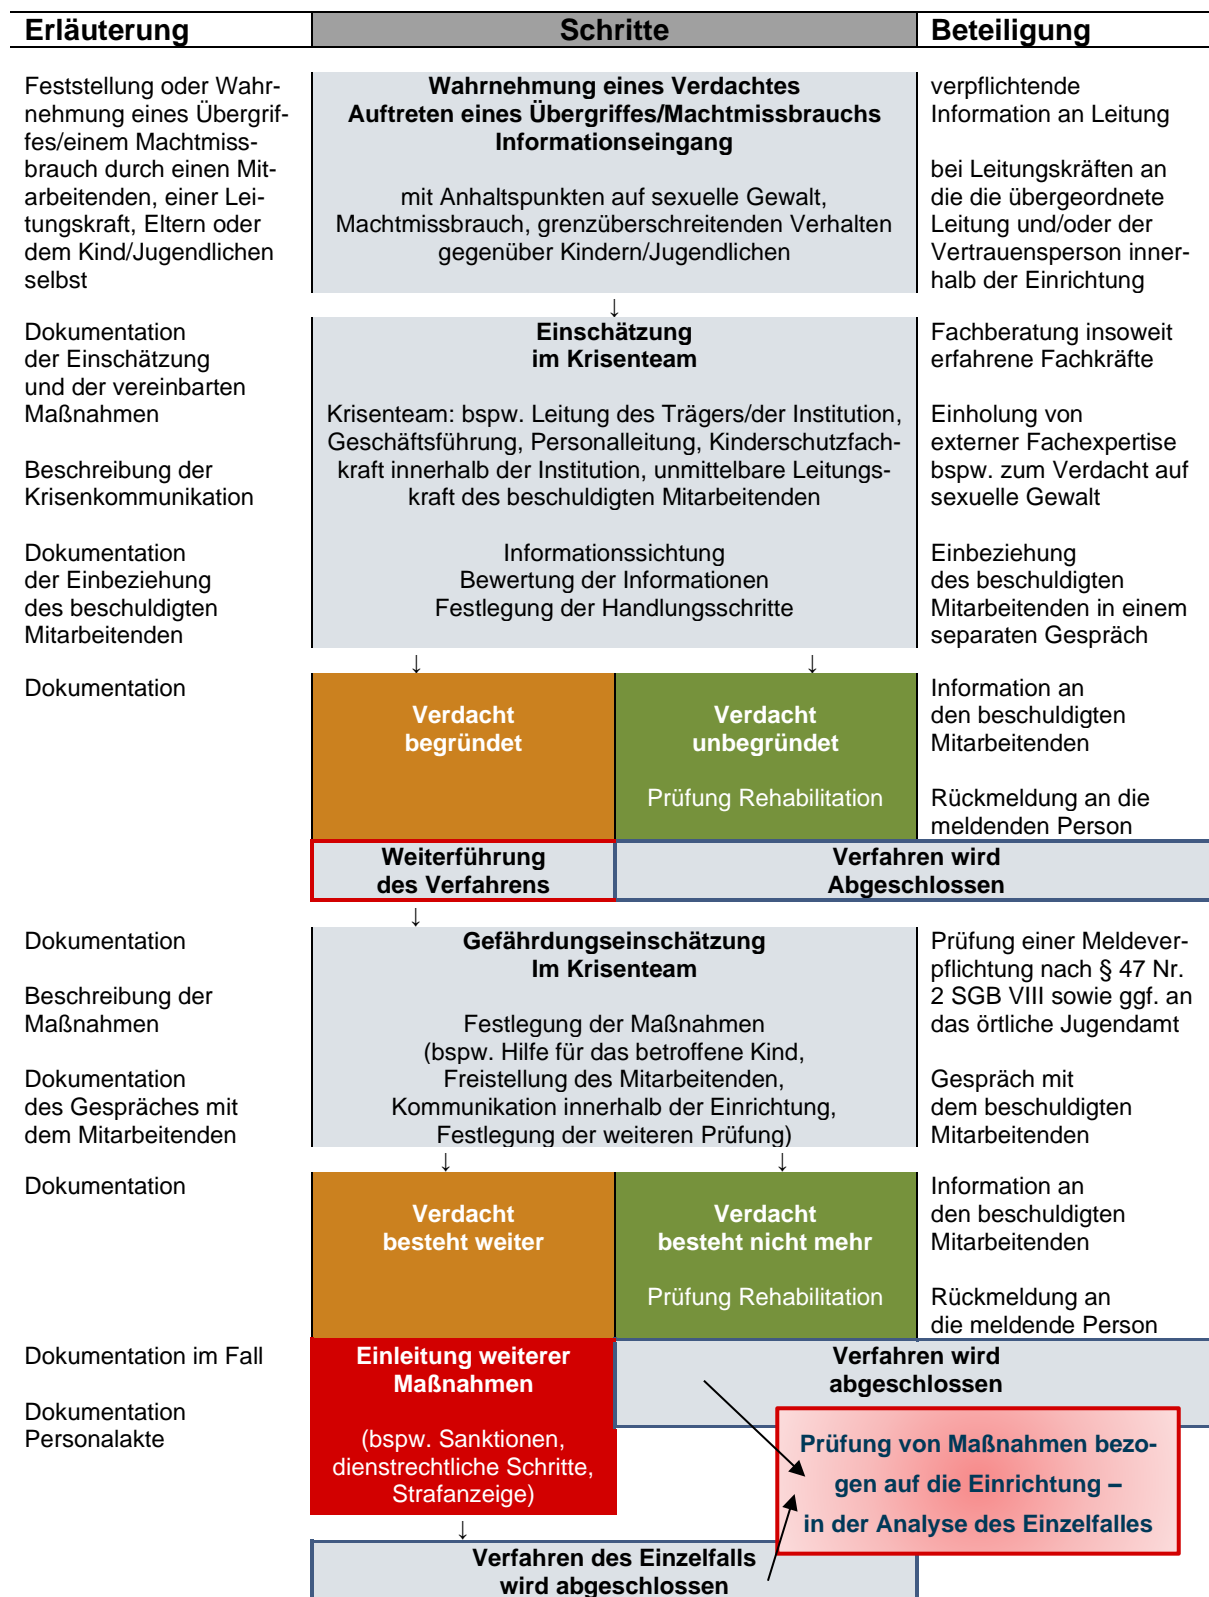 Erläuterung
Schritte
Beteiligung
Feststellung oder Wahr-
nehmung eines Übergrif-
fes/einem Machtmiss-
brauch durch einen Mit-
arbeitenden, einer Lei-
tungskraft, Eltern oder
dem Kind/Jugendlichen
selbst
Wahrnehmung eines Verdachtes
Auftreten eines Übergriffes/Machtmissbrauchs
Informationseingang
mit Anhaltspunkten auf sexuelle Gewalt,
Machtmissbrauch, grenzüberschreitenden Verhalten
gegenüber Kindern/Jugendlichen
verpflichtende
Information an Leitung
bei Leitungskräften an
die die übergeordnete
Leitung und/oder der
Vertrauensperson inner-
halb der Einrichtung
↓
Dokumentation
der Einschätzung
und der vereinbarten
Maßnahmen
Beschreibung der
Krisenkommunikation
Dokumentation
der Einbeziehung
des beschuldigten
Mitarbeitenden
Einschätzung
im Krisenteam
Krisenteam: bspw. Leitung des Trägers/der Institution,
Geschäftsführung, Personalleitung, Kinderschutzfach-
kraft innerhalb der Institution, unmittelbare Leitungs-
kraft des beschuldigten Mitarbeitenden
Informationssichtung
Bewertung der Informationen
Festlegung der Handlungsschritte
Fachberatung insoweit
erfahrene Fachkräfte
Einholung von
externer Fachexpertise
bspw. zum Verdacht auf
sexuelle Gewalt
Einbeziehung
des beschuldigten
Mitarbeitenden in einem
separaten Gespräch
↓ ↓
Dokumentation
Verdacht
begründet
Verdacht
unbegründet
Prüfung Rehabilitation
Information an
den beschuldigten
Mitarbeitenden
Rückmeldung an die
meldenden Person
Weiterführung
des Verfahrens
Verfahren wird
Abgeschlossen
↓
Dokumentation
Beschreibung der
Maßnahmen
Dokumentation
des Gespräches mit
dem Mitarbeitenden
Gefährdungseinschätzung
Im Krisenteam
Festlegung der Maßnahmen
(bspw. Hilfe für das betroffene Kind,
Freistellung des Mitarbeitenden,
Kommunikation innerhalb der Einrichtung,
Festlegung der weiteren Prüfung)
Prüfung einer Meldever-
pflichtung nach § 47 Nr.
2 SGB VIII sowie ggf. an
das örtliche Jugendamt
Gespräch mit
dem beschuldigten
Mitarbeitenden
↓ ↓
Dokumentation
Verdacht
besteht weiter
Verdacht
besteht nicht mehr
Prüfung Rehabilitation
Information an
den beschuldigten
Mitarbeitenden
Rückmeldung an
die meldende Person
Dokumentation im Fall
Dokumentation
Personalakte
Einleitung weiterer
Maßnahmen
(bspw. Sanktionen,
dienstrechtliche Schritte,
Strafanzeige)
Verfahren wird
abgeschlossen
Prüfung von Maßnahmen bezo-
gen auf die Einrichtung –
in der Analyse des Einzelfalles
↓
Verfahren des Einzelfalls
wird abgeschlossen